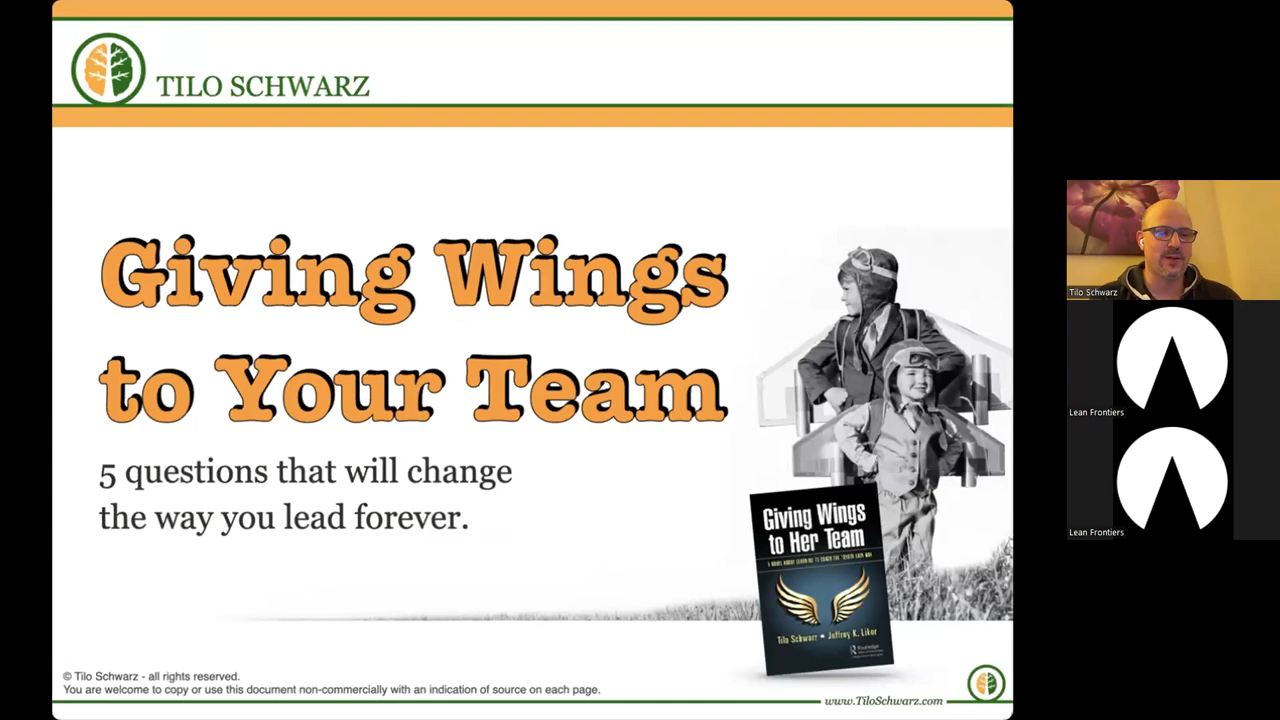 TILO SCHWARZ
Giving Wings
to Your Team
5 questions that will change
the way you lead forever.
Giving Wings
to Her Team
A NOVEL ABOUT LEARNING TO COACH THE TOYOTA KATA WAY
Tilo Schwarz • Jeffrey K. Liker
Routledge
© Tilo Schwarz - all rights reserved.
You are welcome to copy or use this document non-commercially with an indication of source on each page.
www.TiloSchwarz.com
Tilo Schwarz
Lean Frontiers
Lean Frontiers